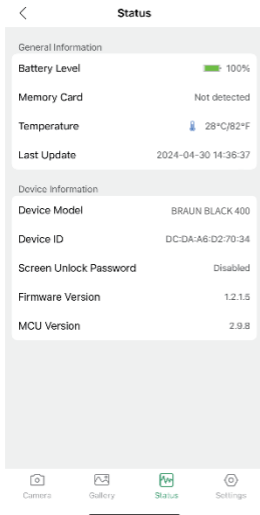 Status
General Information
Battery Level 100%
Memory Card Not detected
Temperature 28°C/82°F
Last Update 2024-04-30 14:36:37
Device Information
Device Model BRAUN BLACK 400
Device ID DC:DA:A6:D2:70:34
Screen Unlock Password Disabled
Firmware Version 1.2.1.5
MCU Version 2.9.8
Camera Gallery Status Settings